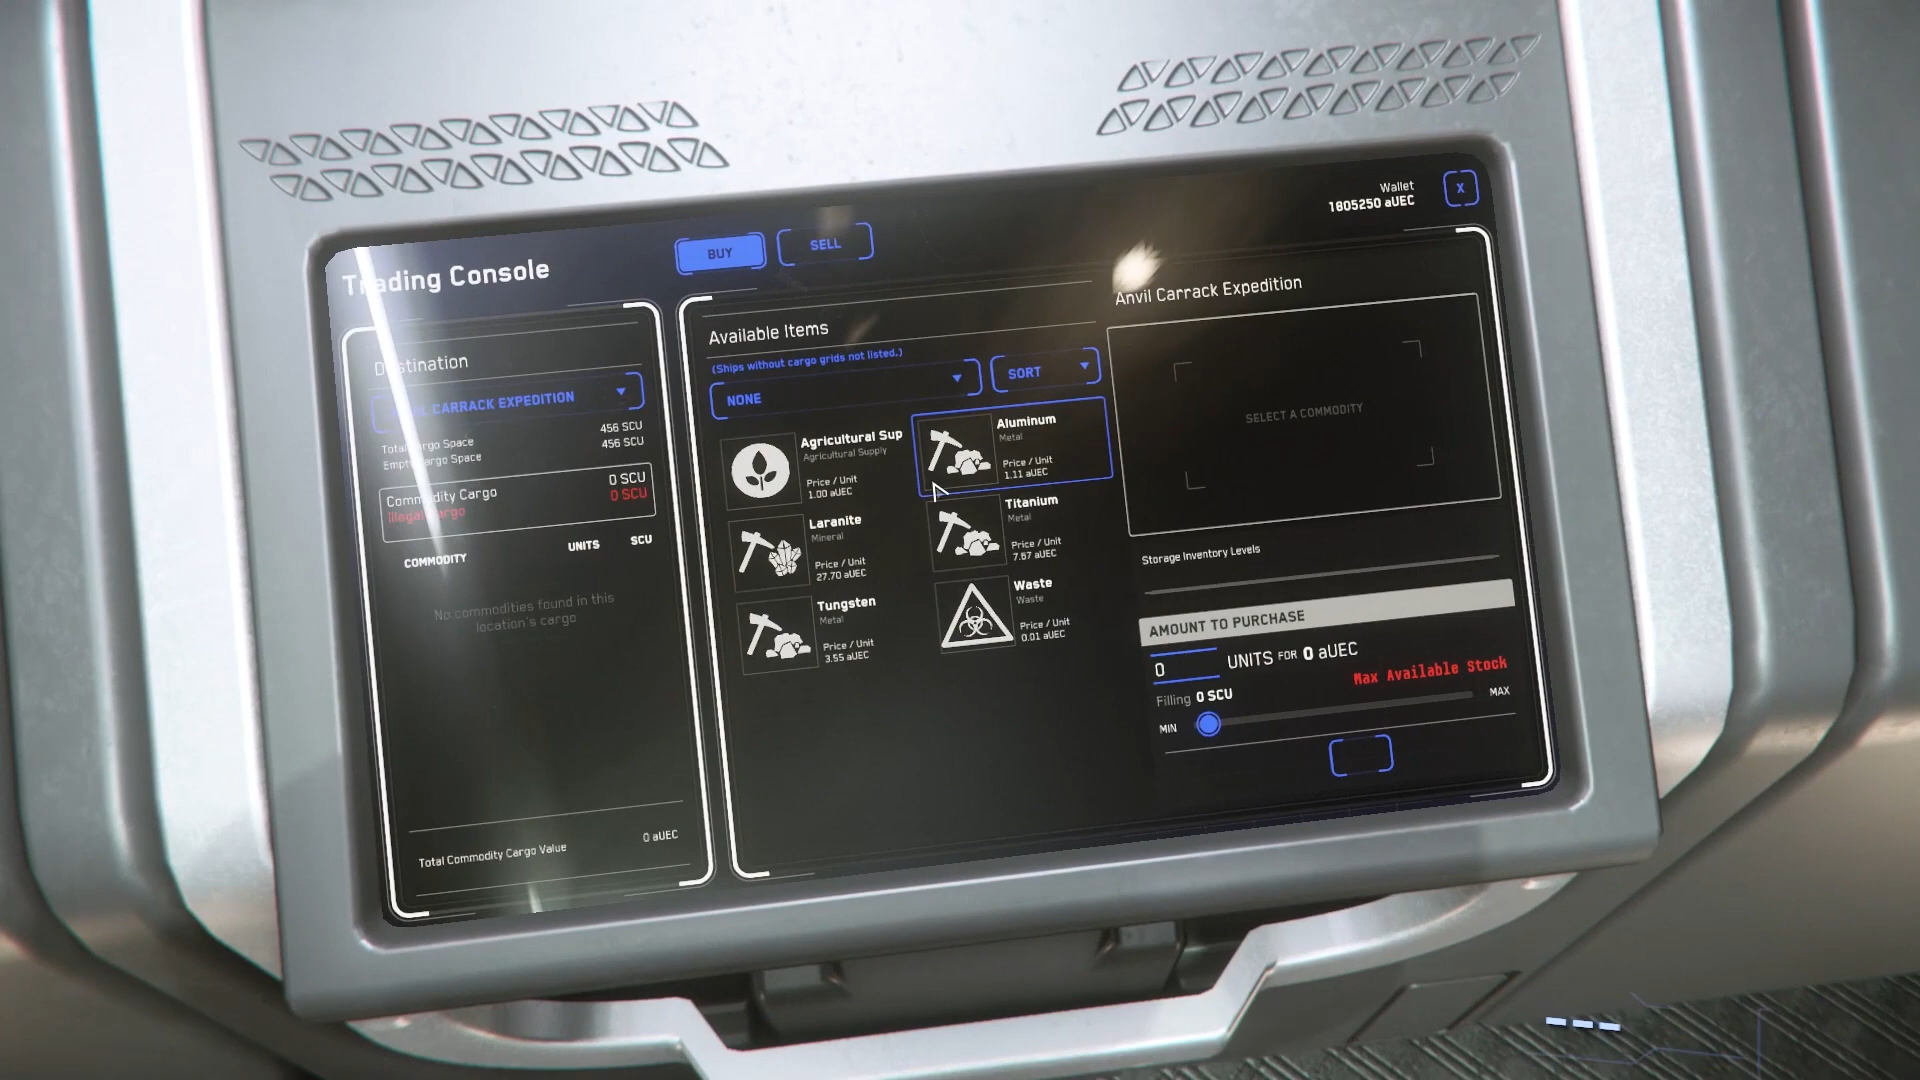 Trading Console
BUY
SELL
Wallet
1805250 aUEC
X
Destination
CARRACK EXPEDITION
Total Cargo Space 456 SCU
Empty Cargo Space 456 SCU
Commodity Cargo 0 SCU
Illegal Cargo 0 SCU
COMMODITY UNITS SCU
No commodities found in this
location's cargo
Total Commodity Cargo Value 0 aUEC
Available Items
(Ships without cargo grids not listed.)
NONE
SORT
Agricultural Sup
Agricultural Supply
Price / Unit
1.00 aUEC
Aluminum
Metal
Price / Unit
1.11 aUEC
Laranite
Mineral
Price / Unit
27.70 aUEC
Titanium
Metal
Price / Unit
7.67 aUEC
Tungsten
Metal
Price / Unit
3.55 aUEC
Waste
Waste
Price / Unit
0.01 aUEC
Anvil Carrack Expedition
SELECT A COMMODITY
Storage Inventory Levels
AMOUNT TO PURCHASE
0 UNITS FOR 0 aUEC
Max Available Stock
Filling 0 SCU
MIN MAX